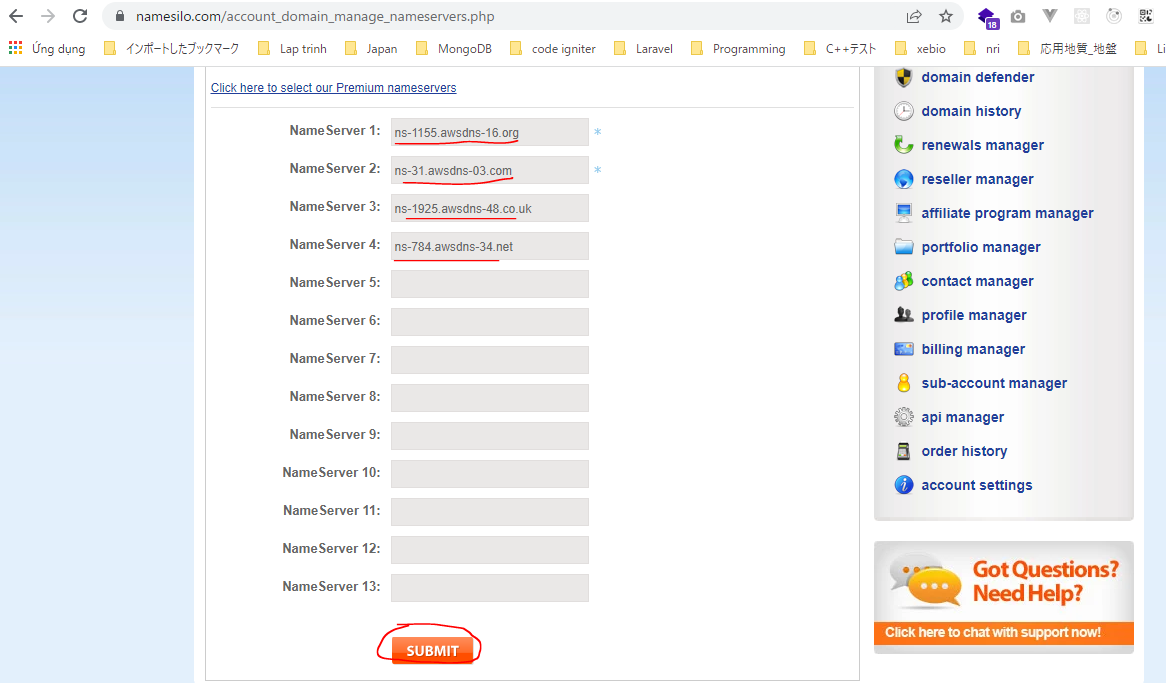 namesilo.com/account_domain_manage_nameservers.php
18
Ứng dụng インポートしたブックマーク Lap trinh Japan MongoDB code igniter Laravel Programming C++テスト xebio nri 応用地質_地盤 Li
Click here to select our Premium nameservers
NameServer 1: ns-1155.awsdns-16.org *
NameServer 2: ns-31.awsdns-03.com *
NameServer 3: ns-1925.awsdns-48.co.uk
NameServer 4: ns-784.awsdns-34.net
NameServer 5:
NameServer 6:
NameServer 7:
NameServer 8:
NameServer 9:
NameServer 10:
NameServer 11:
NameServer 12:
NameServer 13:
SUBMIT
domain defender
domain history
renewals manager
reseller manager
affiliate program manager
portfolio manager
contact manager
profile manager
billing manager
sub-account manager
api manager
order history
account settings
Got Questions?
Need Help?
Click here to chat with support now!